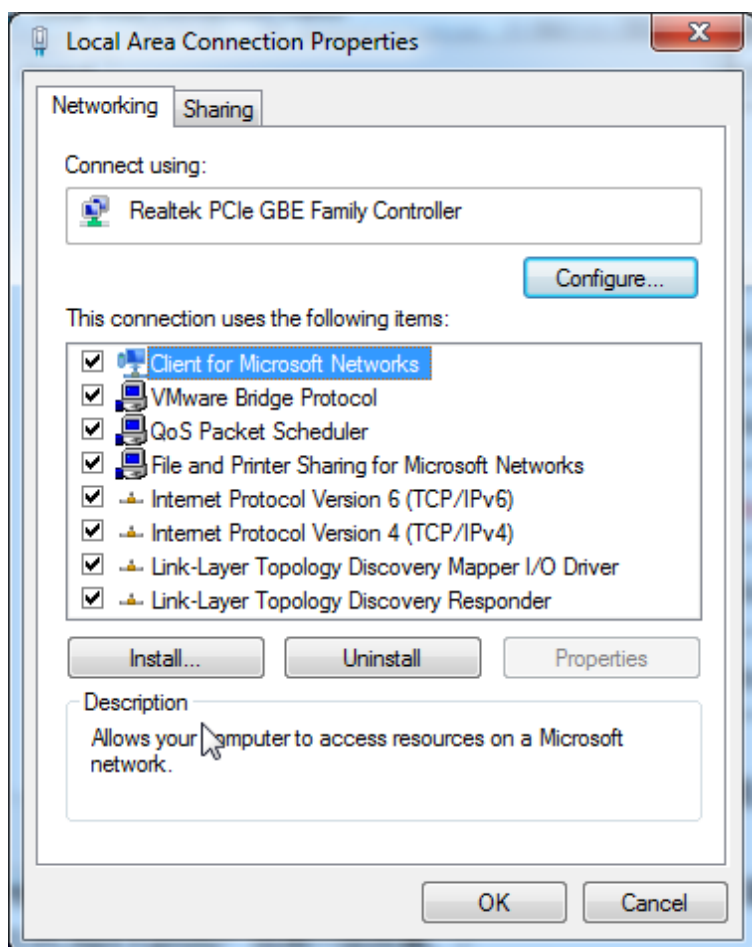 Local Area Connection Properties
Networking
Sharing
Connect using:
Realtek PCIe GBE Family Controller
Configure...
This connection uses the following items:
Client for Microsoft Networks
VMware Bridge Protocol
QoS Packet Scheduler
File and Printer Sharing for Microsoft Networks
Internet Protocol Version 6 (TCP/IPv6)
Internet Protocol Version 4 (TCP/IPv4)
Link-Layer Topology Discovery Mapper I/O Driver
Link-Layer Topology Discovery Responder
Install...
Uninstall
Properties
Description
Allows your computer to access resources on a Microsoft
network.
OK
Cancel